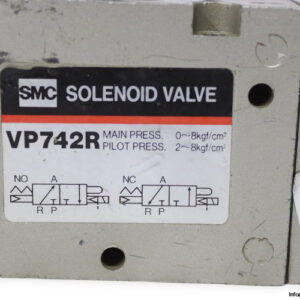 SMC SOLENOID VALVE
VP742R MAIN PRESS. 0~8kgf/cm²
PILOT PRESS. 2~8kgf/cm²
NO A NC A
R P R P